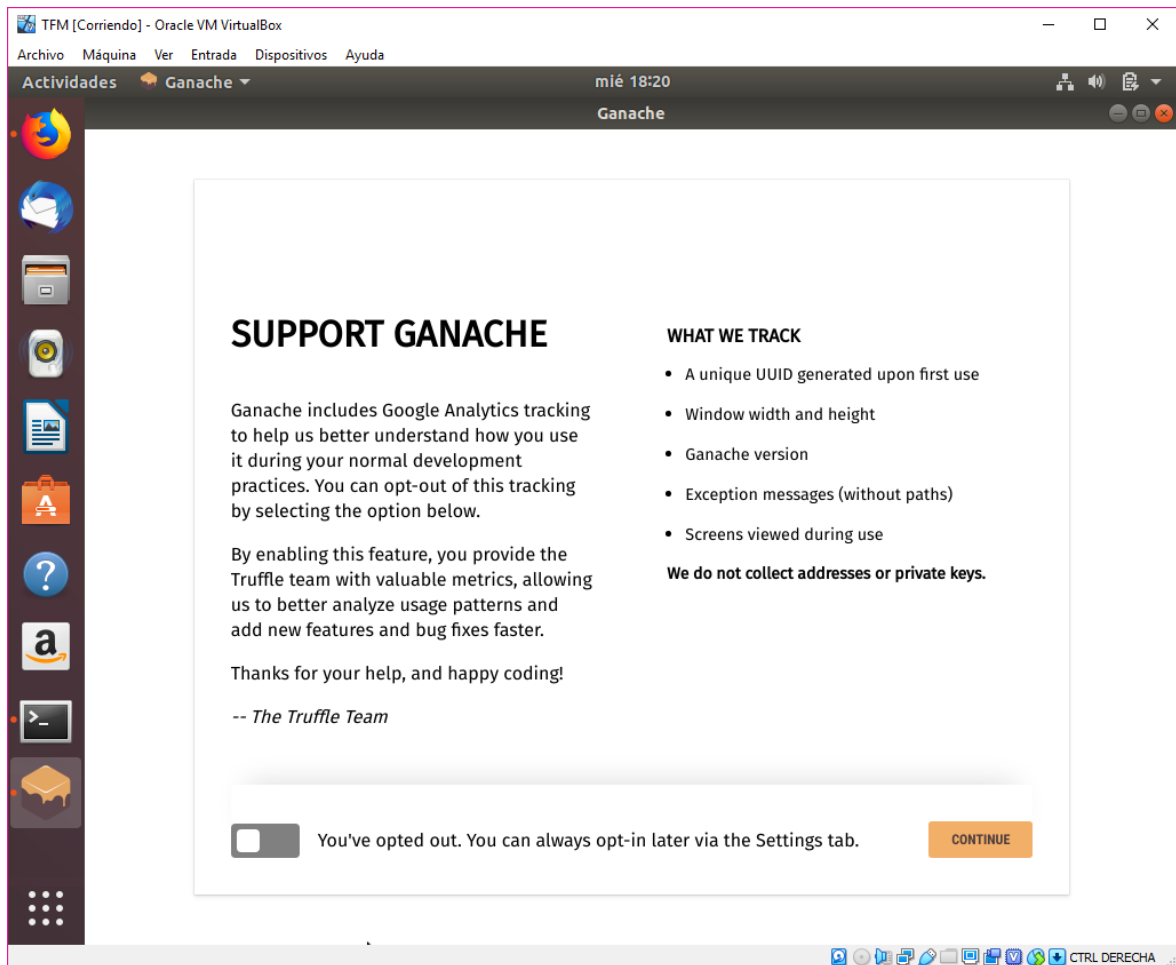 TFM [Corriendo] - Oracle VM VirtualBox
Archivo Máquina Ver Entrada Dispositivos Ayuda
Actividades Ganache mié 18:20
Ganache
SUPPORT GANACHE
Ganache includes Google Analytics tracking
to help us better understand how you use
it during your normal development
practices. You can opt-out of this tracking
by selecting the option below.
By enabling this feature, you provide the
Truffle team with valuable metrics, allowing
us to better analyze usage patterns and
add new features and bug fixes faster.
Thanks for your help, and happy coding!
-- The Truffle Team
WHAT WE TRACK
• A unique UUID generated upon first use
• Window width and height
• Ganache version
• Exception messages (without paths)
• Screens viewed during use
We do not collect addresses or private keys.
You've opted out. You can always opt-in later via the Settings tab.
CONTINUE
CTRL DERECHA